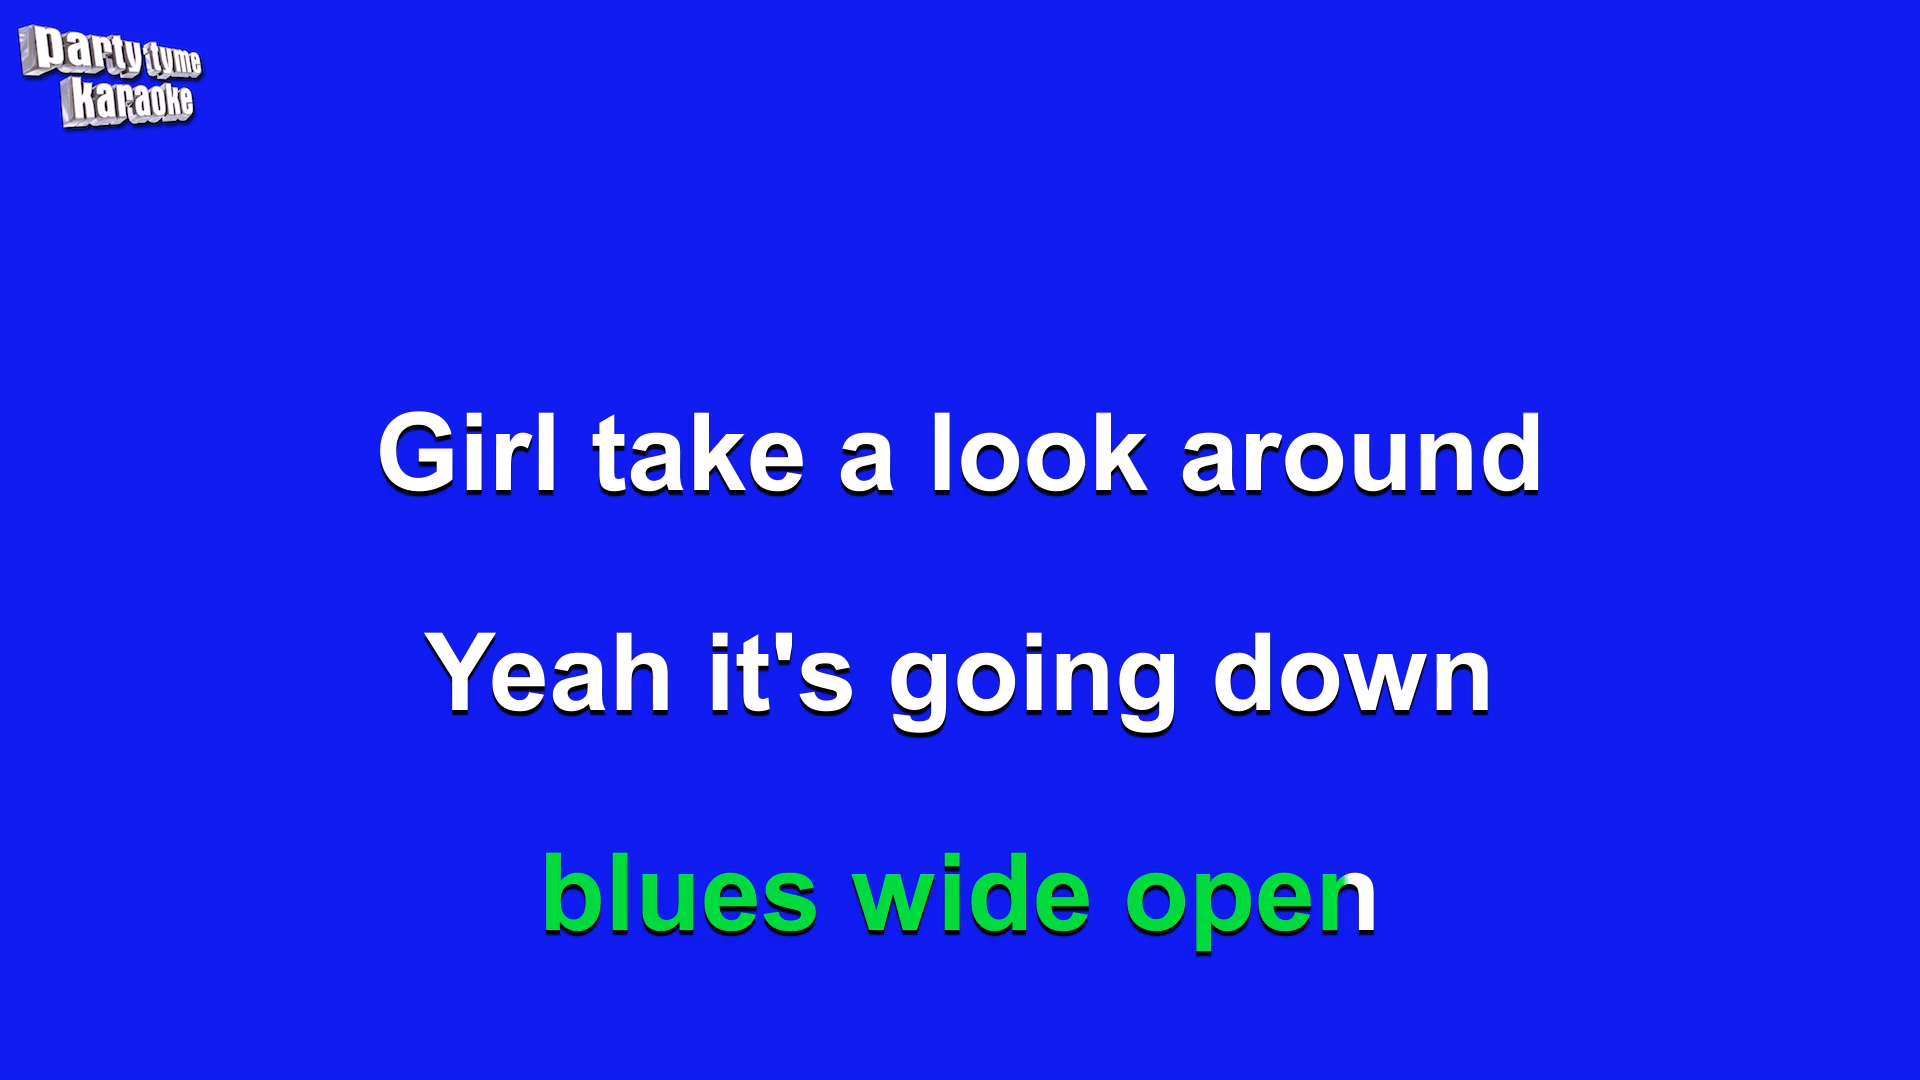 party tyme
karaoke
Girl take a look around
Yeah it's going down
blues wide open